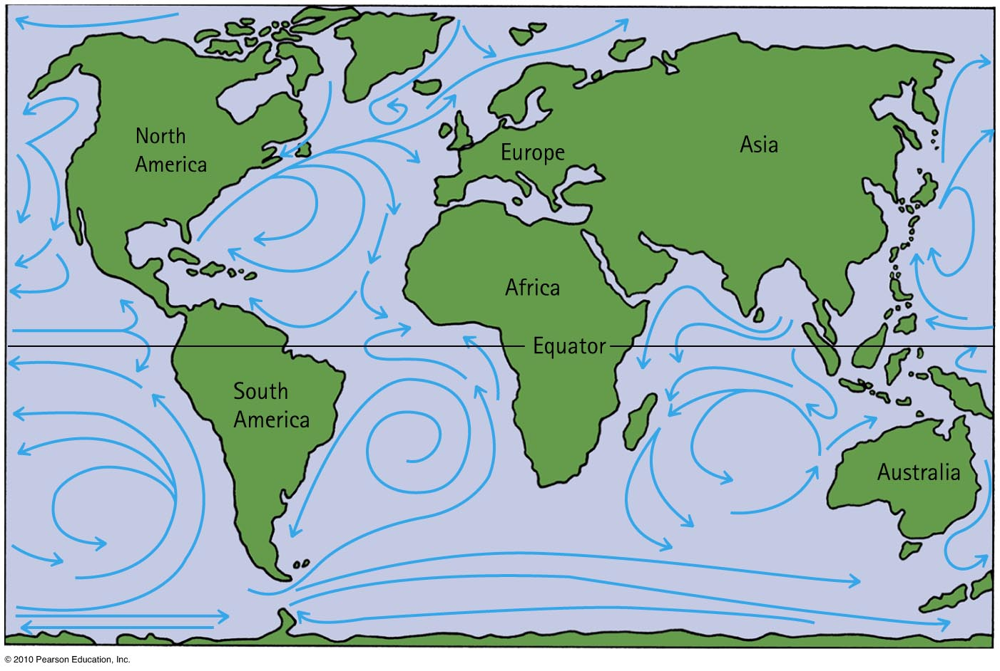 North
America
Europe
Asia
Africa
Equator
South
America
Australia
© 2010 Pearson Education, Inc.